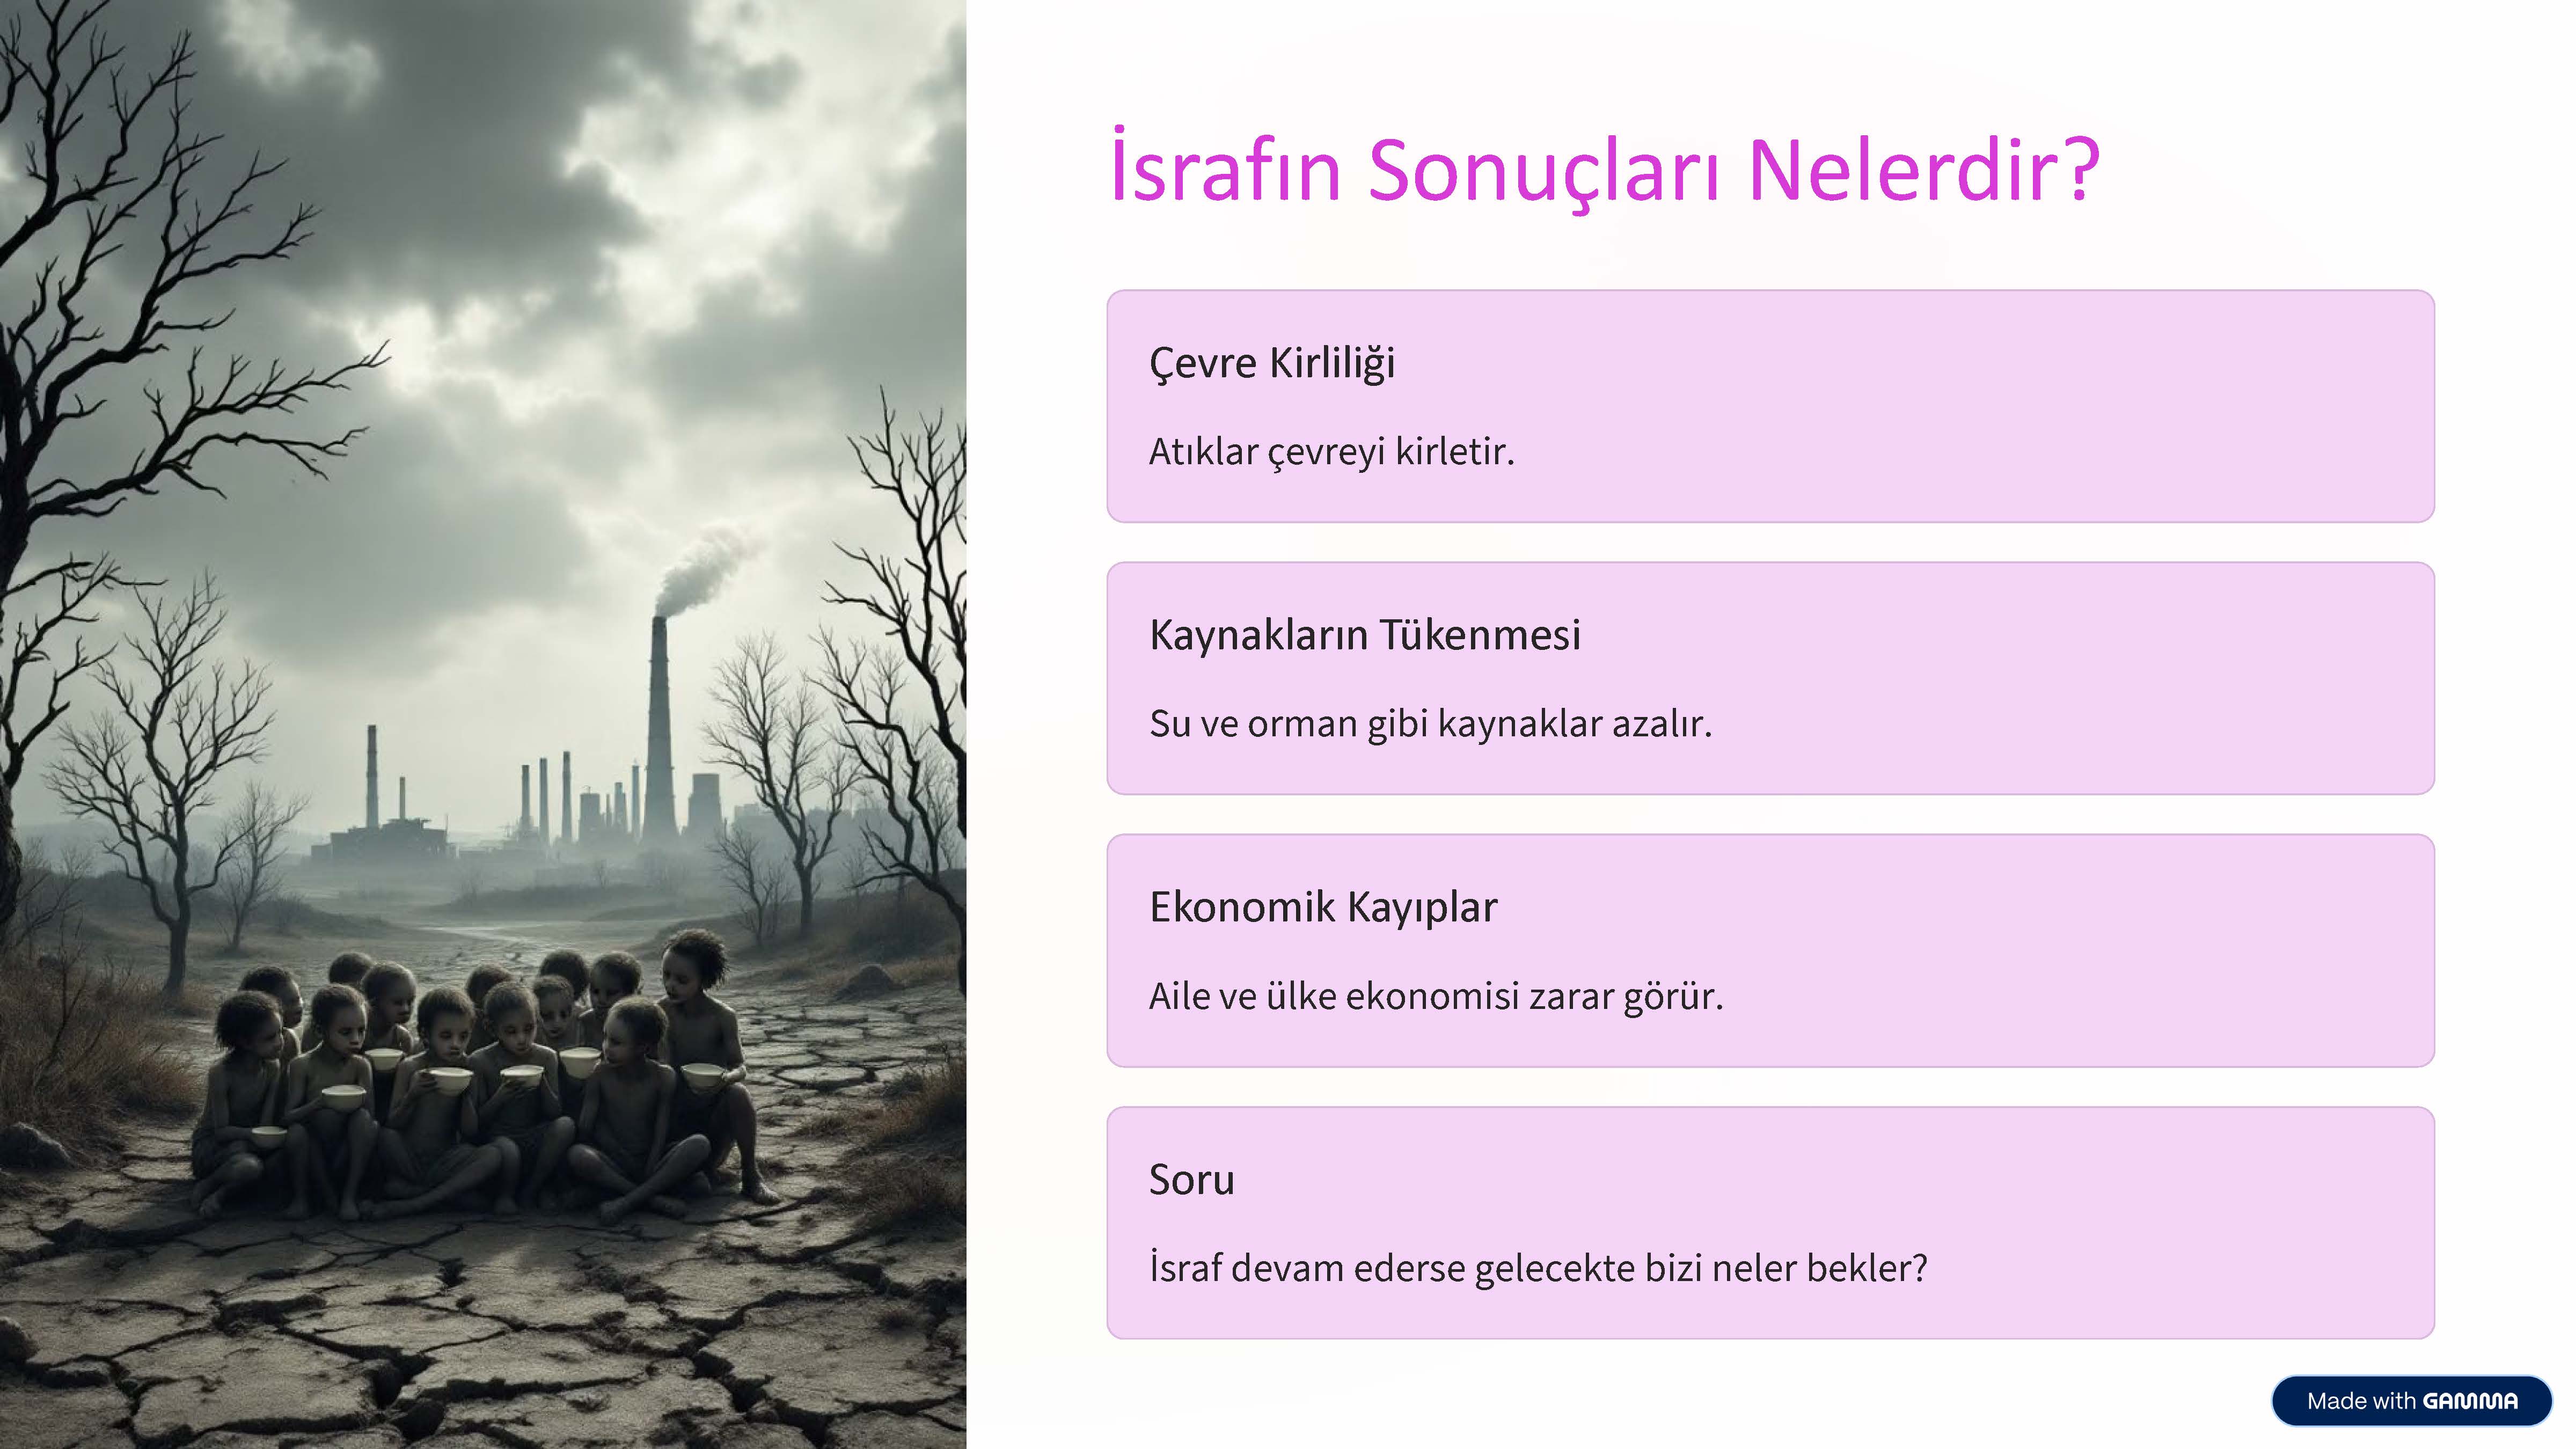 İsrafın Sonuçları Nelerdir?
Çevre Kirliliği
Atıklar çevreyi kirletir.
Kaynakların Tükenmesi
Su ve orman gibi kaynaklar azalır.
Ekonomik Kayıplar
Aile ve ülke ekonomisi zarar görür.
Soru
İsraf devam ederse gelecekte bizi neler bekler?
Made with GAMMA